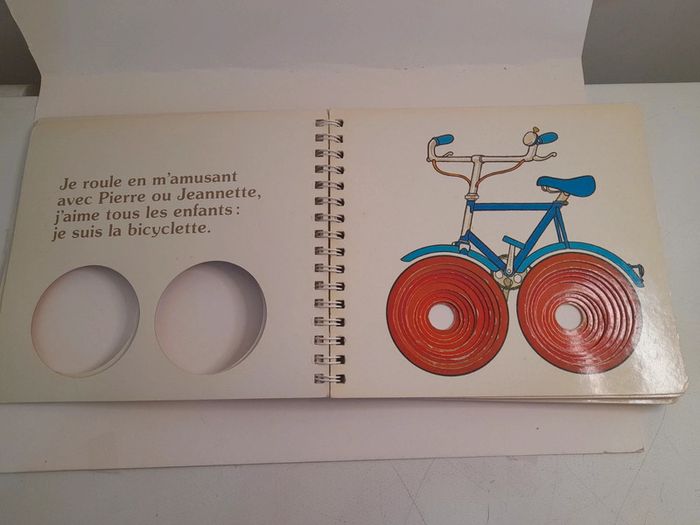 Je roule en m'amusant
avec Pierre ou Jeannette,
j'aime tous les enfants :
je suis la bicyclette.